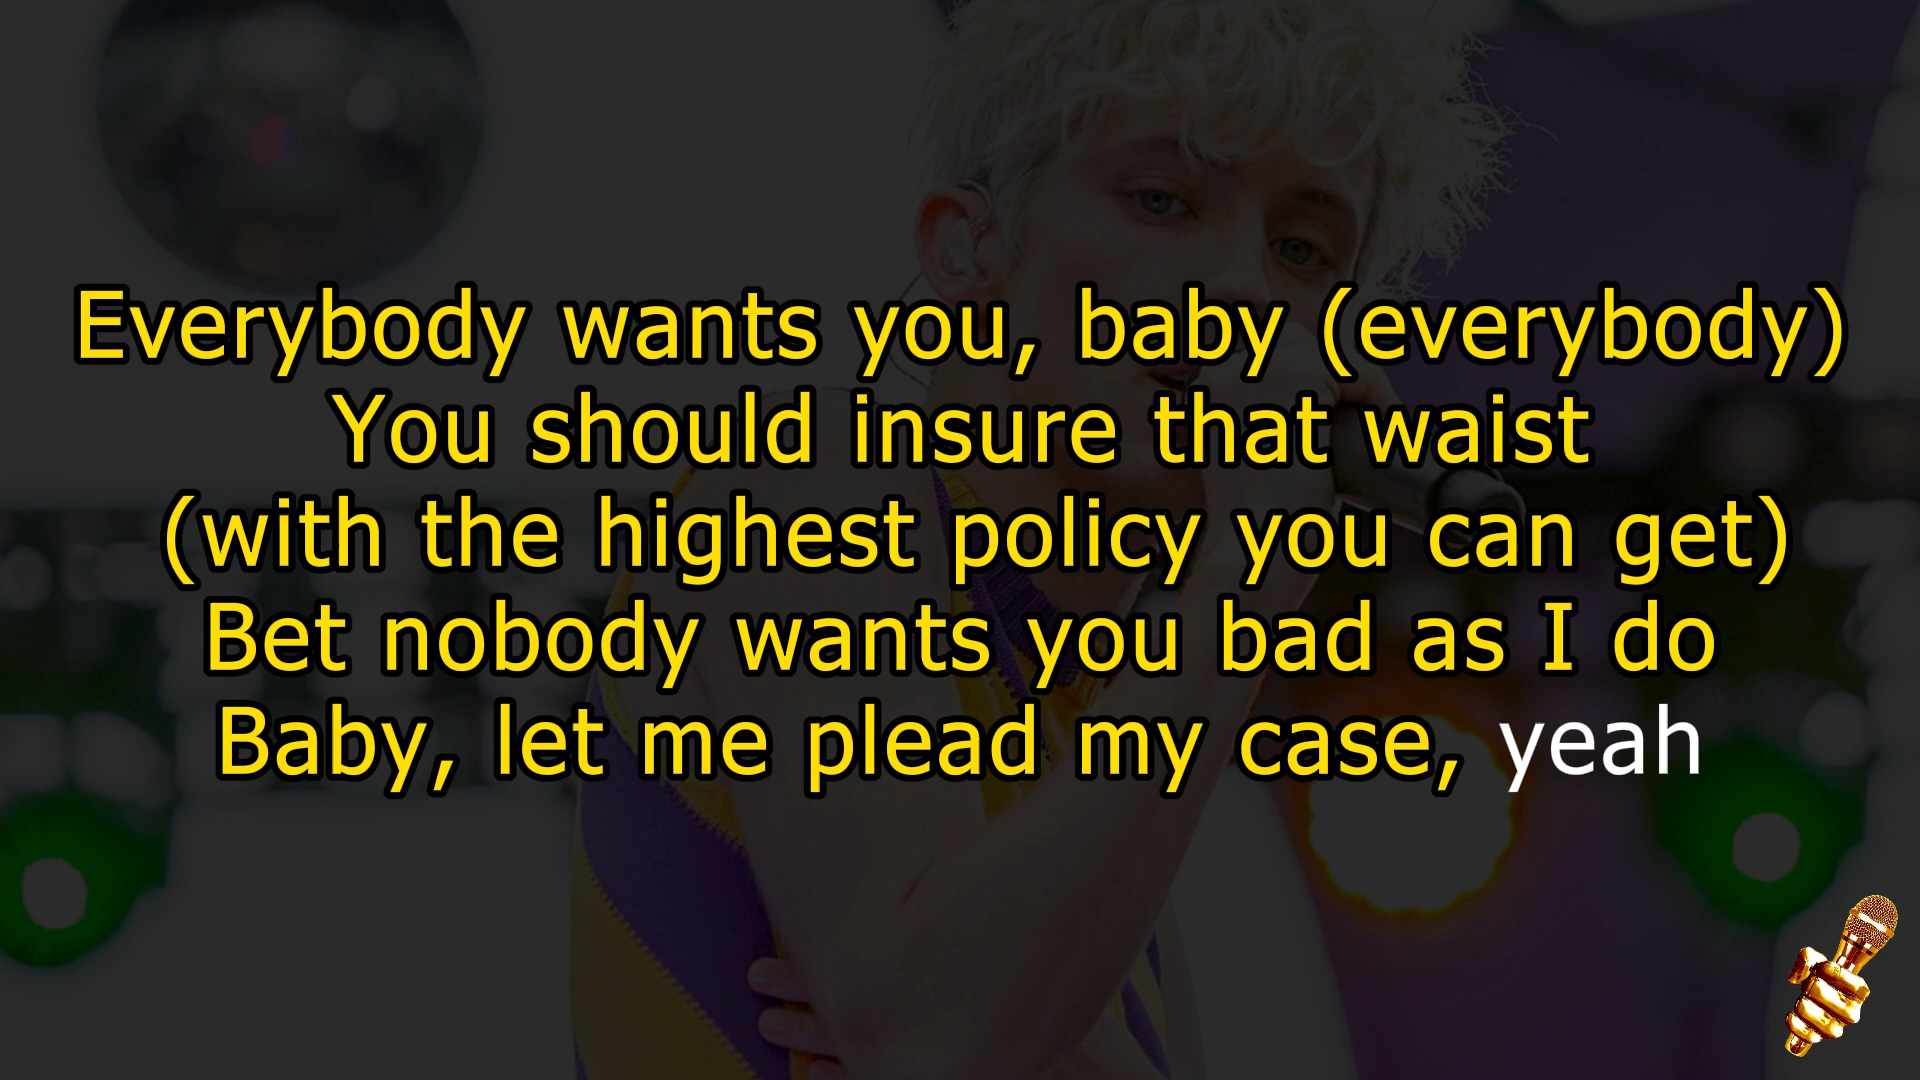 Everybody wants you, baby (everybody)
You should insure that waist
(with the highest policy you can get)
Bet nobody wants you bad as I do
Baby, let me plead my case, yeah